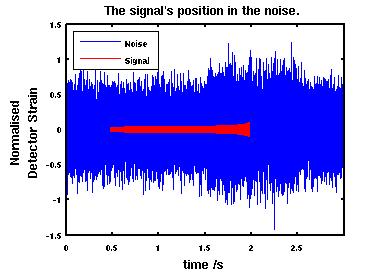 The signal's position in the noise.
Normalised
Detector Strain
1.5
1
0.5
0
-0.5
-1
-1.5
Noise
Signal
0 0.5 1 1.5 2 2.5
time /s